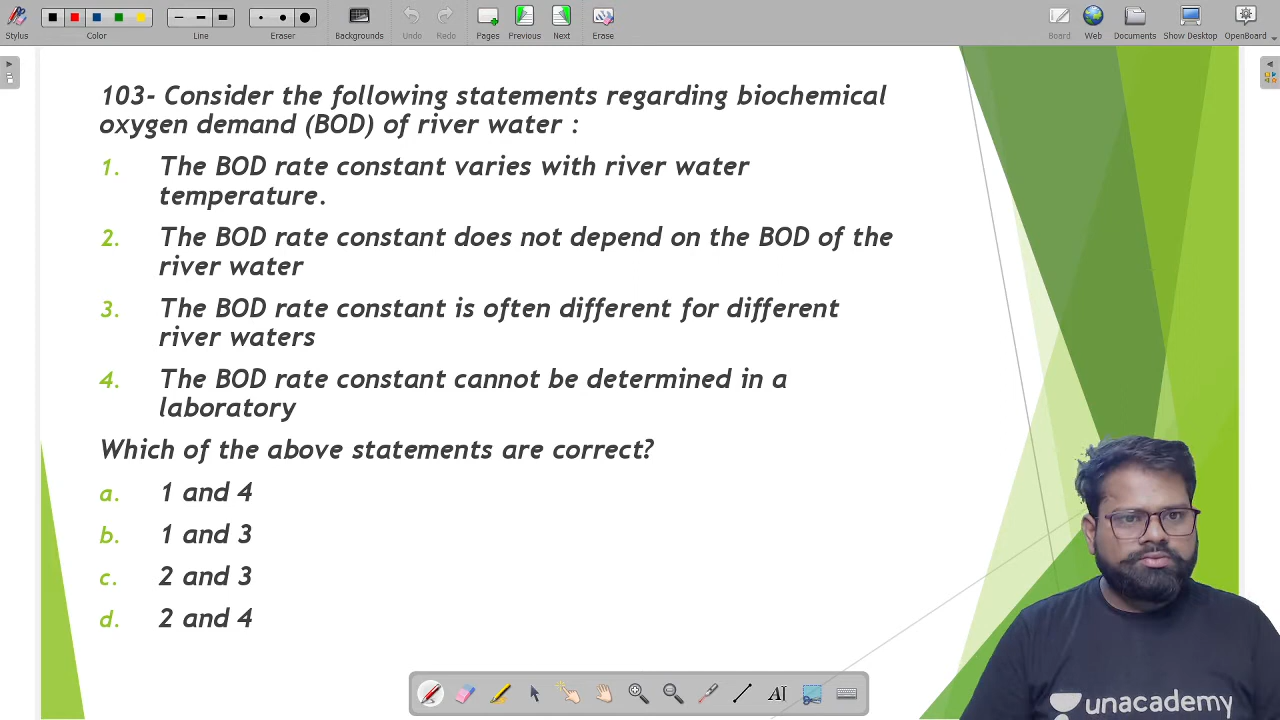 Stylus
Color
Line
Eraser
Backgrounds
Undo
Redo
Pages
Previous
Next
Erase
Board
Web
Documents
Show Desktop
OpenBoard
103- Consider the following statements regarding biochemical
oxygen demand (BOD) of river water :
1. The BOD rate constant varies with river water
temperature.
2. The BOD rate constant does not depend on the BOD of the
river water
3. The BOD rate constant is often different for different
river waters
4. The BOD rate constant cannot be determined in a
laboratory
Which of the above statements are correct?
a. 1 and 4
b. 1 and 3
c. 2 and 3
d. 2 and 4
AI
unacademy